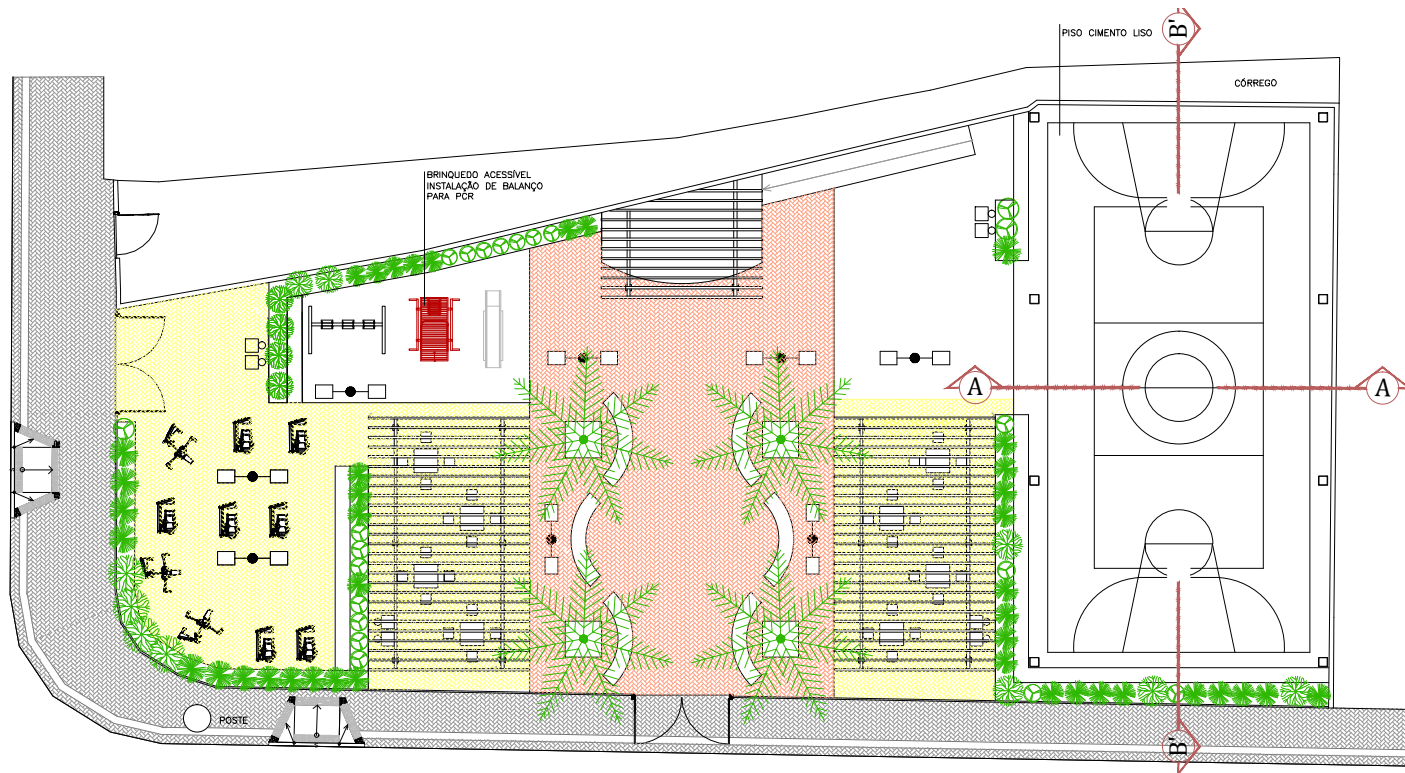 B'
PISO CIMENTO LISO
CÓRREGO
BRINQUEDO ACESSÍVEL
INSTALAÇÃO DE BALANÇO
PARA PCR
A
A
POSTE
B'